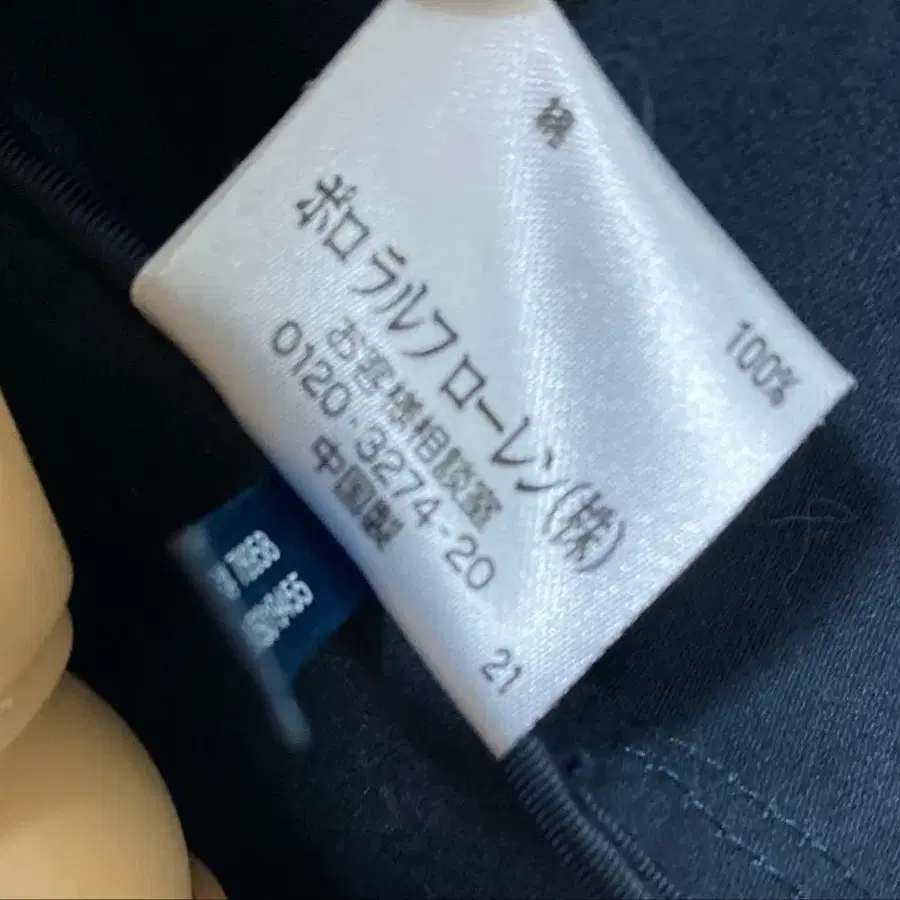 綿 100%
ポロ ラルフ ローレン(株)
お客様相談室
0120-3274-20
中国製
21